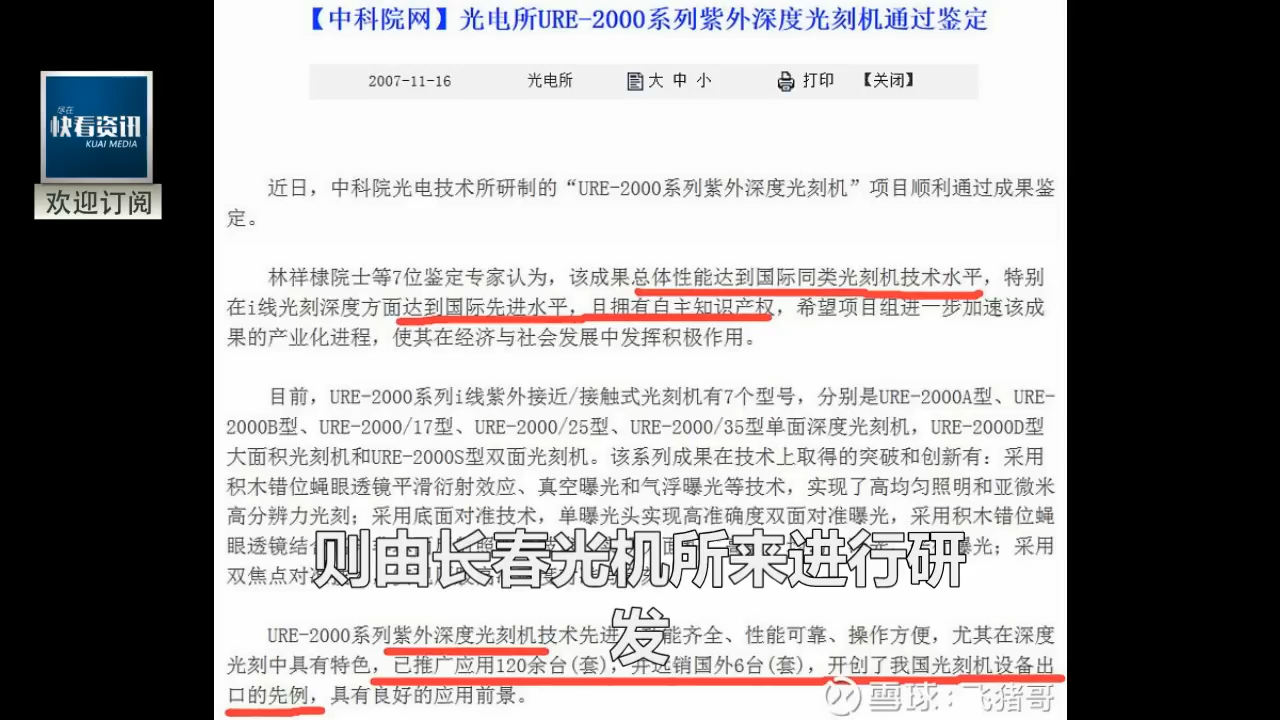 【中科院网】光电所URE-2000系列紫外深度光刻机通过鉴定
2007-11-16 光电所 大 中 小 打印 【关闭】
尽在
快看资讯
KUAI MEDIA
欢迎订阅
近日，中科院光电技术所研制的“URE-2000系列紫外深度光刻机”项目顺利通过成果鉴
定。
林祥棣院士等7位鉴定专家认为，该成果总体性能达到国际同类光刻机技术水平，特别
在i线光刻深度方面达到国际先进水平，且拥有自主知识产权，希望项目组进一步加速该成
果的产业化进程，使其在经济与社会发展中发挥积极作用。
目前，URE-2000系列i线紫外接近/接触式光刻机有7个型号，分别是URE-2000A型、URE-
2000B型、URE-2000/17型、URE-2000/25型、URE-2000/35型单面深度光刻机，URE-2000D型
大面积光刻机和URE-2000S型双面光刻机。该系列成果在技术上取得的突破和创新有：采用
积木错位蝇眼透镜平滑衍射效应、真空曝光和气浮曝光等技术，实现了高均匀照明和亚微米
高分辨力光刻；采用底面对准技术，单曝光头实现高准确度双面对准曝光，采用积木错位蝇
眼透镜结合 曝光；采用
双焦点对准
则由长春光机所来进行研
发
URE-2000系列紫外深度光刻机技术先进、功能齐全、性能可靠、操作方便，尤其在深度
光刻中具有特色，已推广应用120余台(套)，并远销国外6台(套)，开创了我国光刻机设备出
口的先例，具有良好的应用前景。
雪球：飞猪哥